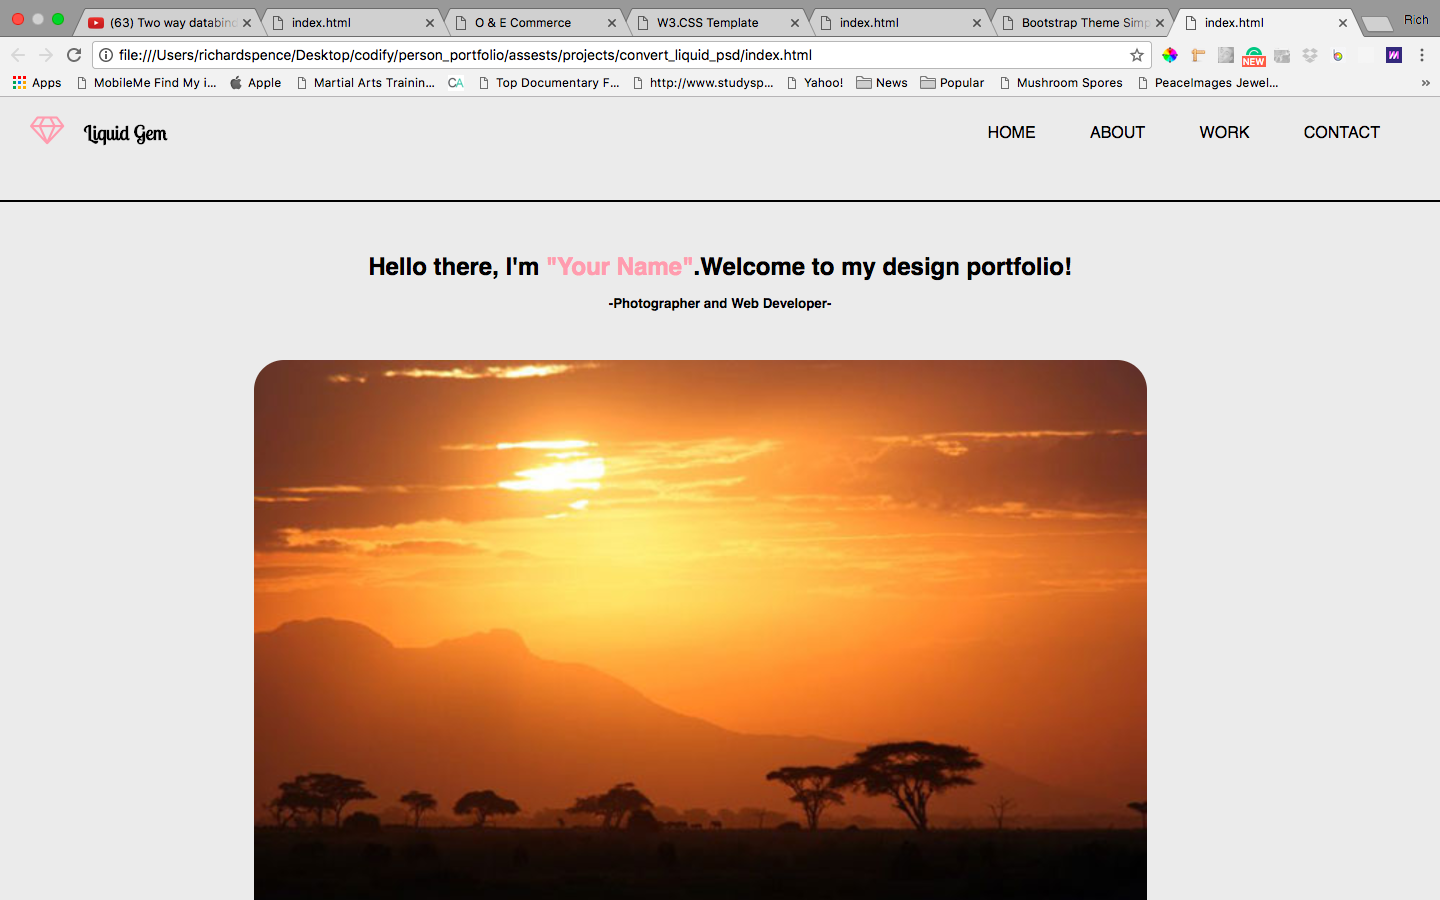 (63) Two way databind
index.html
O & E Commerce
W3.CSS Template
index.html
Bootstrap Theme Simp
index.html
Rich
file:///Users/richardspence/Desktop/codify/person_portfolio/assests/projects/convert_liquid_psd/index.html
NEW
Apps
MobileMe Find My i...
Apple
Martial Arts Trainin...
CA
Top Documentary F...
http://www.studysp...
Yahoo!
News
Popular
Mushroom Spores
PeaceImages Jewel...
»
Liquid Gem
HOME
ABOUT
WORK
CONTACT
Hello there, I'm "Your Name".Welcome to my design portfolio!
-Photographer and Web Developer-